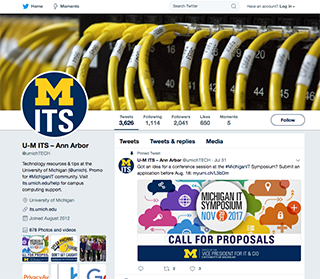 Home
Moments
Search Twitter
Have an account? Log in
M
ITS
44
16
Tweets
3,626
Following
1,114
Followers
2,041
Likes
650
Moments
5
Follow
U-M ITS – Ann Arbor
@umichTECH
Technology resources & tips at the
University of Michigan (Umich). Promo
for #MichiganIT community. Visit
its.umich.edu/help for campus
computing support.
University of Michigan
its.umich.edu
Joined August 2012
878 Photos and videos
Tweets
Tweets & replies
Media
Pinned Tweet
U-M ITS – Ann Arbor @umichTECH · Jul 31
Got an idea for a conference session at the #MichiganIT Symposium? Submit an
application before Aug. 18:
MICHIGAN IT
SYMPOSIUM
NOV
2017
CALL FOR PROPOSALS
M
VICE PRESIDENT FOR IT & CIO